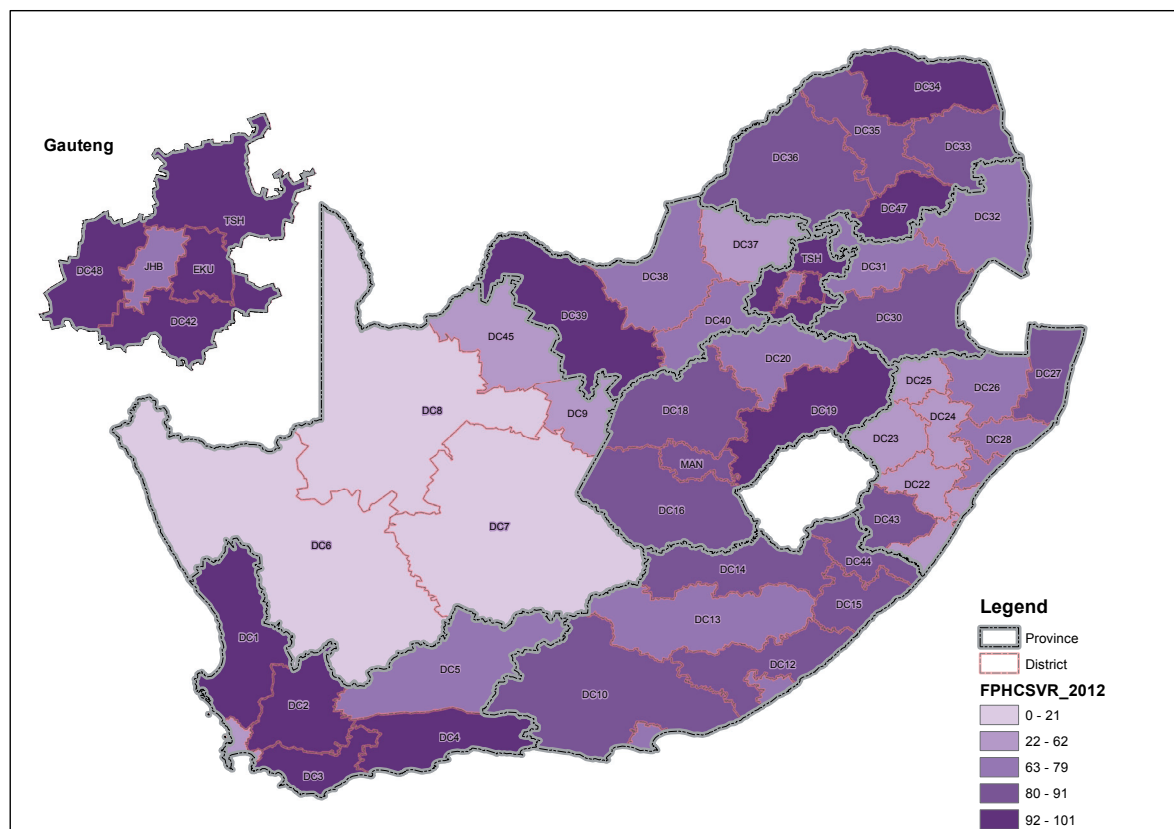 Gauteng
TSH
DC48
JHB
EKU
DC42
DC34
DC35
DC33
DC36
DC47
DC32
DC37
TSH
DC31
DC38
DC39
DC40
DC30
DC45
DC20
DC25
DC26
DC27
DC8
DC9
DC18
DC19
DC24
DC23
DC28
MAN
DC22
DC16
DC43
DC7
DC6
DC14
DC44
DC15
DC13
DC1
DC5
DC12
DC10
DC2
DC4
DC3
Legend
Province
District
FPHCSVR_2012
0 - 21
22 - 62
63 - 79
80 - 91
92 - 101